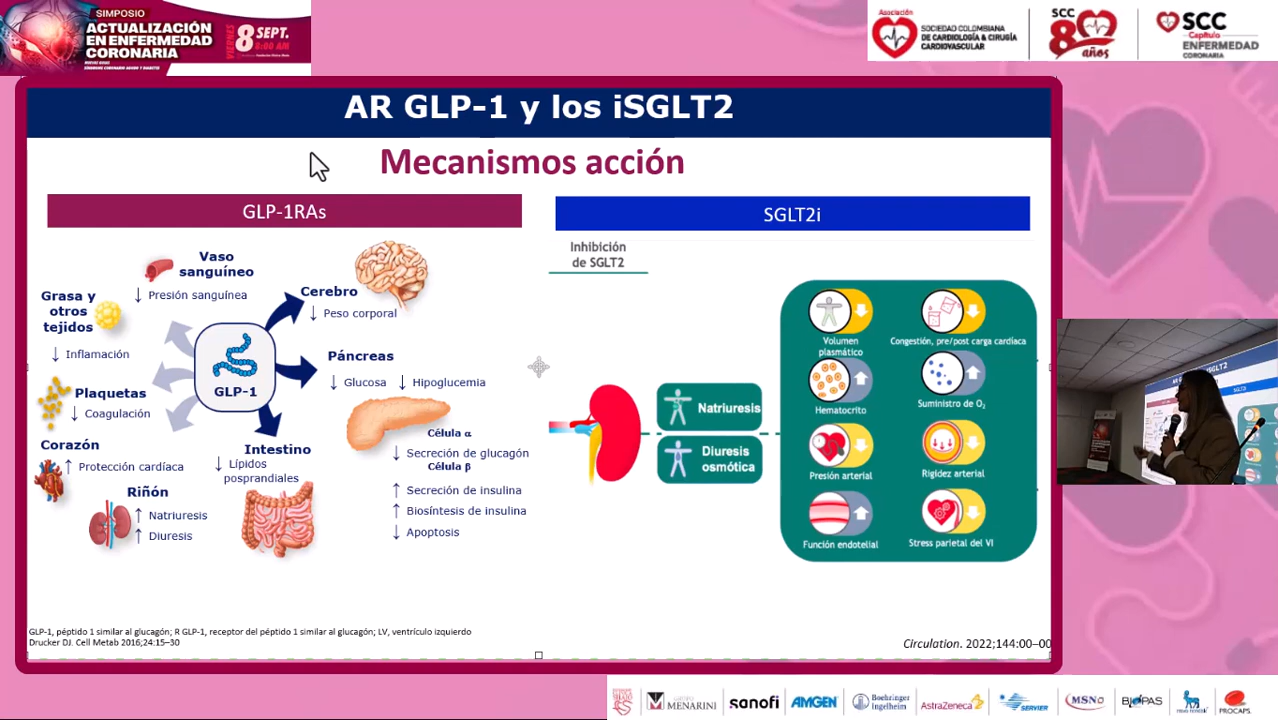 SIMPOSIO
ACTUALIZACIÓN
EN ENFERMEDAD
CORONARIA
VIERNES
8 SEPT.
8:00 AM
Asociación
SOCIEDAD COLOMBIANA
DE CARDIOLOGÍA & CIRUGÍA
CARDIOVASCULAR
SCC
80
años
SCC
Capítulo
ENFERMEDAD
CORONARIA
AR GLP-1 y los iSGLT2
Mecanismos acción
GLP-1RAs
Vaso
sanguíneo
↓ Presión sanguínea
Cerebro
↓ Peso corporal
Grasa y
otros
tejidos
↓ Inflamación
GLP-1
Páncreas
↓ Glucosa ↓ Hipoglucemia
Plaquetas
↓ Coagulación
Célula α
↓ Secreción de glucagón
Célula β
↑ Secreción de insulina
↑ Biosíntesis de insulina
↓ Apoptosis
Corazón
↑ Protección cardíaca
Intestino
↓ Lípidos
posprandiales
Riñón
↑ Natriuresis
↑ Diuresis
SGLT2i
Inhibición
de SGLT2
Natriuresis
Diuresis
osmótica
Volumen
plasmático
Congestión, pre/post carga cardíaca
Hematocrito
Suministro de O₂
Presión arterial
Rigidez arterial
Función endotelial
Stress parietal del VI
GLP-1, péptido 1 similar al glucagón; R GLP-1, receptor del péptido 1 similar al glucagón; LV, ventrículo izquierdo
Drucker DJ. Cell Metab 2016;24:15–30
Circulation. 2022;144:00–00
MENARINI
sanofi
AMGEN
Boehringer
Ingelheim
AstraZeneca
SERVIER
MSN
BIOPAS
novo nordisk
PROCAPS